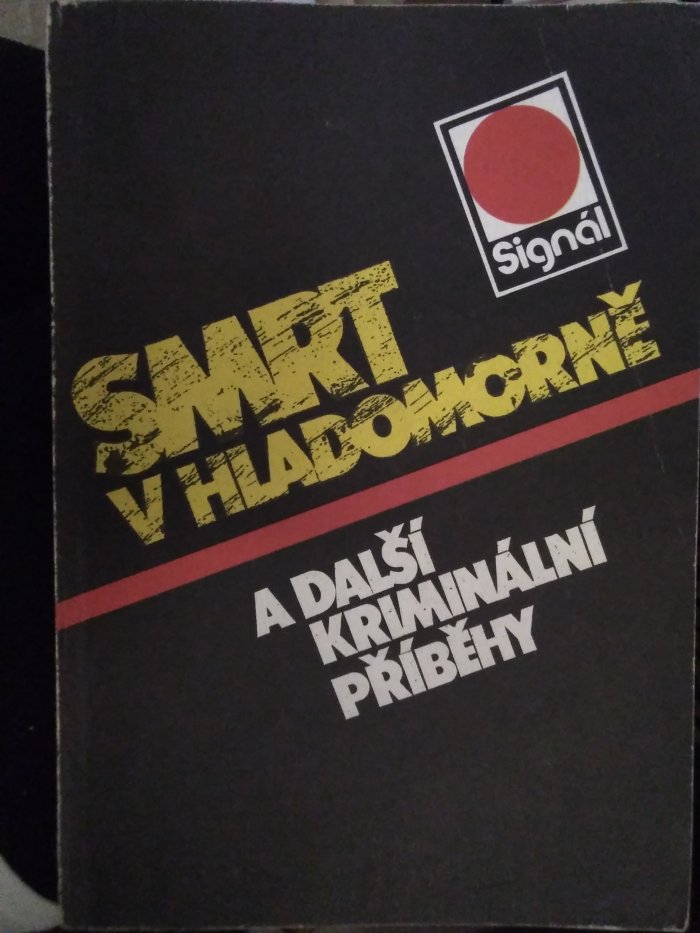 Signál
SMRT
V HLADOMORNĚ
A DALŠÍ
KRIMINÁLNÍ
PŘÍBĚHY